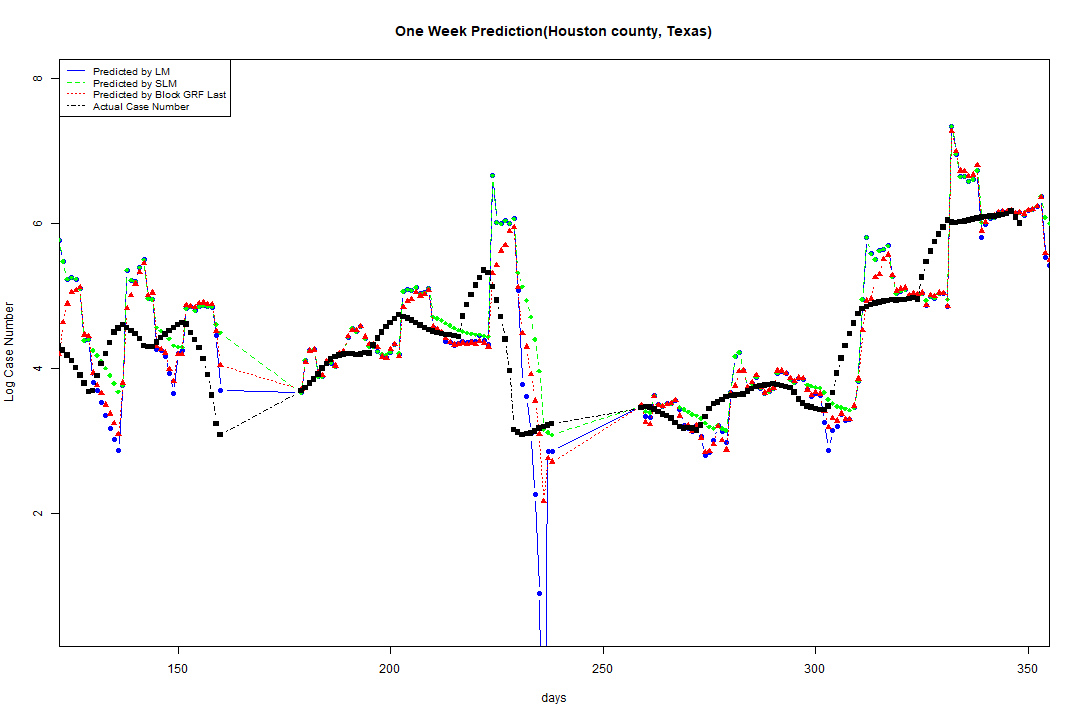 One Week Prediction(Houston county, Texas)
Predicted by LM
Predicted by SLM
Predicted by Block GRF Last
Actual Case Number
8
6
4
2
Log Case Number
150
200
250
300
350
days